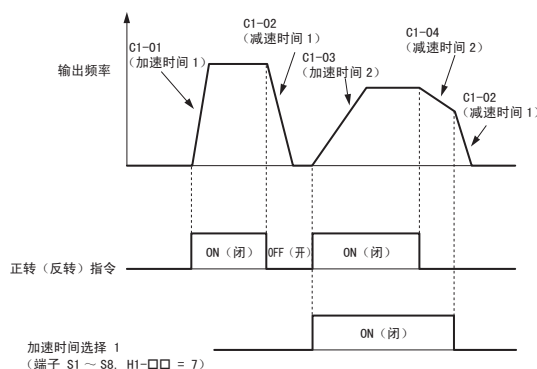 C1-01
（加速时间 1）
C1-02
（减速时间 1）
C1-03
（加速时间 2）
C1-04
（减速时间 2）
C1-02
（减速时间 1）
输出频率
正转（反转）指令
ON（闭）
OFF（开）
ON（闭）
加速时间选择 1
（端子 S1 ～ S8, H1-□□ = 7）
ON（闭）